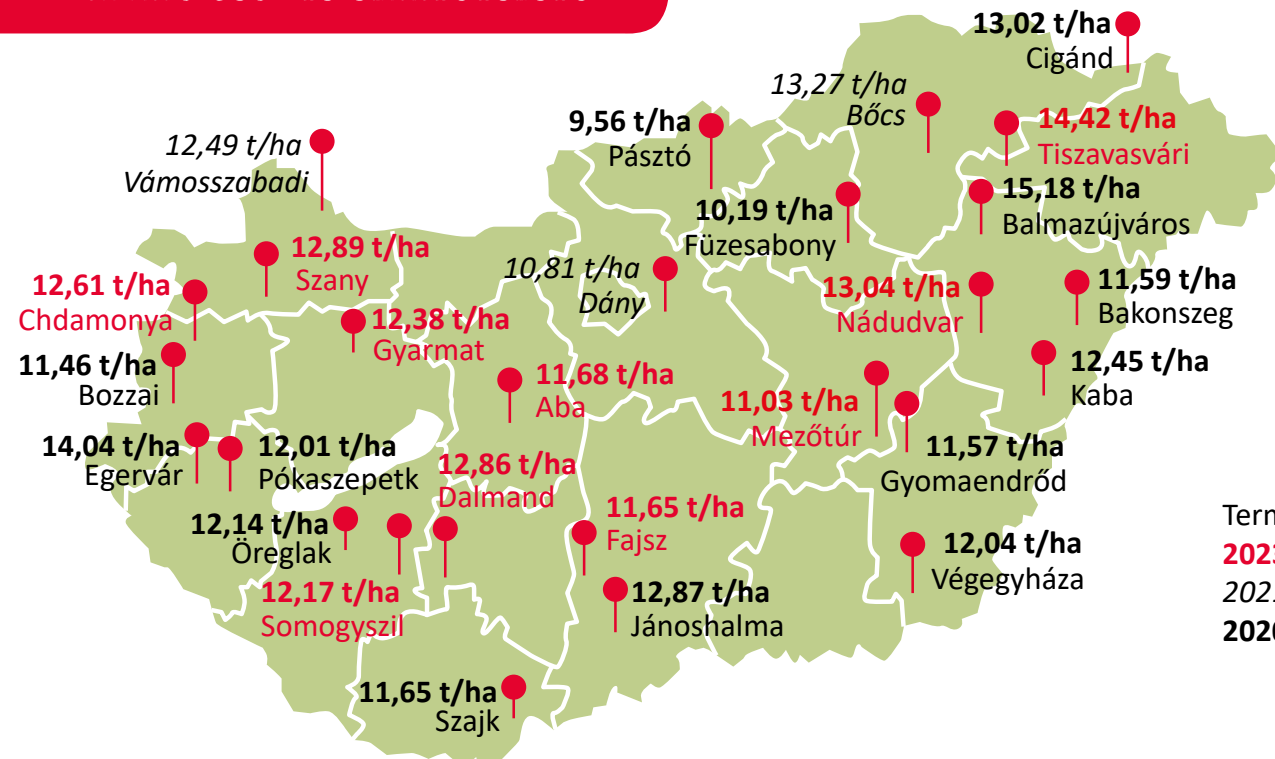 13,02 t/ha
Cigánd
13,27 t/ha
Bőcs
9,56 t/ha
Pásztó
14,42 t/ha
Tiszavasvári
12,49 t/ha
Vámosszabadi
15,18 t/ha
Balmazújváros
10,19 t/ha
Füzesabony
12,89 t/ha
Szany
10,81 t/ha
Dány
12,61 t/ha
Chdamonya
13,04 t/ha
Nádudvar
11,59 t/ha
Bakonszeg
12,38 t/ha
Gyarmat
11,46 t/ha
Bozzai
11,68 t/ha
Aba
12,45 t/ha
Kaba
11,03 t/ha
Mezőtúr
14,04 t/ha
Egervár
12,01 t/ha
Pókaszepetk
12,86 t/ha
Dalmand
11,57 t/ha
Gyomaendrőd
12,14 t/ha
Öreglak
11,65 t/ha
Fajsz
12,04 t/ha
Végegyháza
12,17 t/ha
Somogyszil
12,87 t/ha
Jánoshalma
11,65 t/ha
Szajk
Term
2023
202
2020